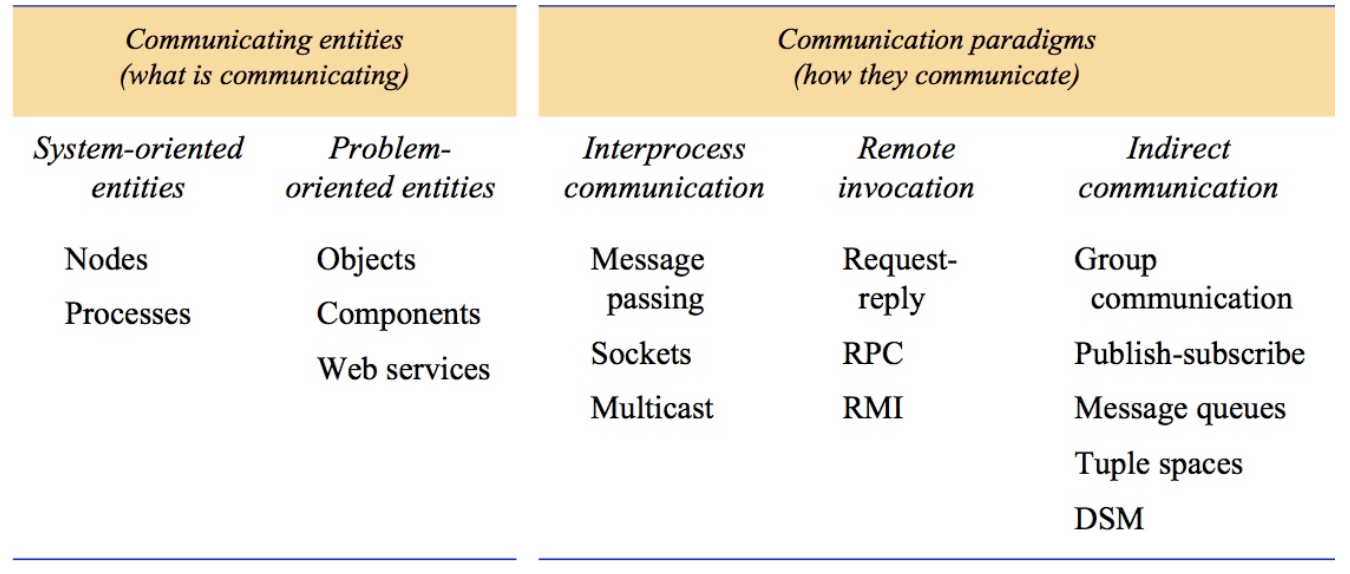 Communicating entities
(what is communicating)
Communication paradigms
(how they communicate)
System-oriented
entities
Problem-
oriented entities
Interprocess
communication
Remote
invocation
Indirect
communication
Nodes
Processes
Objects
Components
Web services
Message
passing
Sockets
Multicast
Request-
reply
RPC
RMI
Group
communication
Publish-subscribe
Message queues
Tuple spaces
DSM